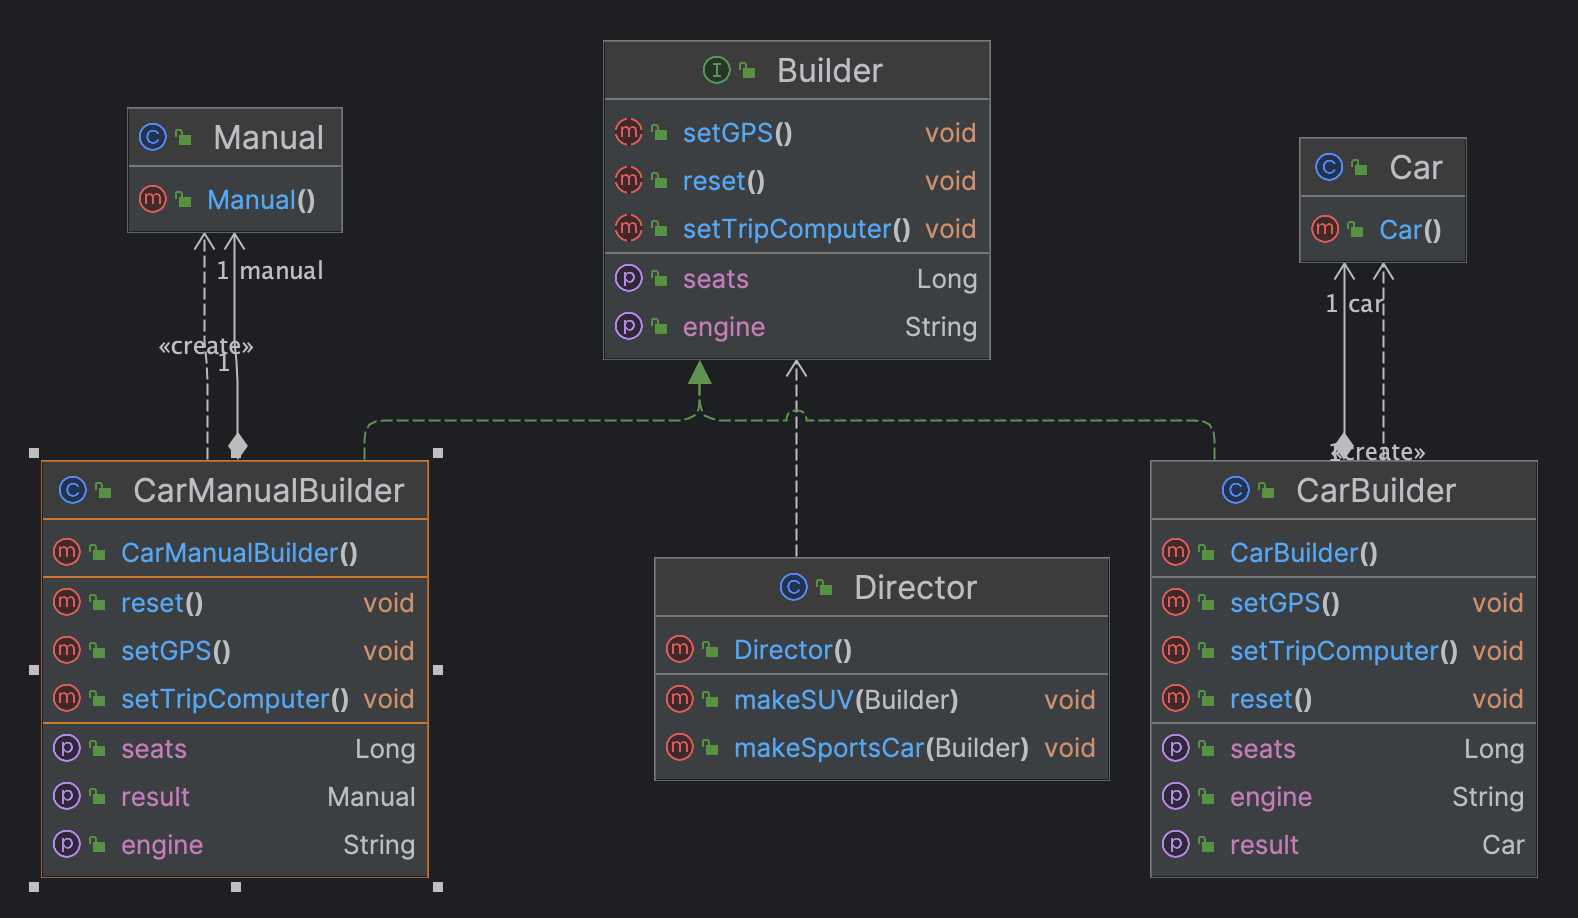 Builder
setGPS() void
reset() void
setTripComputer() void
seats Long
engine String
Manual
Manual()
1 manual
«create»
1
Car
Car()
1 car
1
«create»
CarManualBuilder
CarManualBuilder()
reset() void
setGPS() void
setTripComputer() void
seats Long
result Manual
engine String
Director
Director()
makeSUV(Builder) void
makeSportsCar(Builder) void
CarBuilder
CarBuilder()
setGPS() void
setTripComputer() void
reset() void
seats Long
engine String
result Car